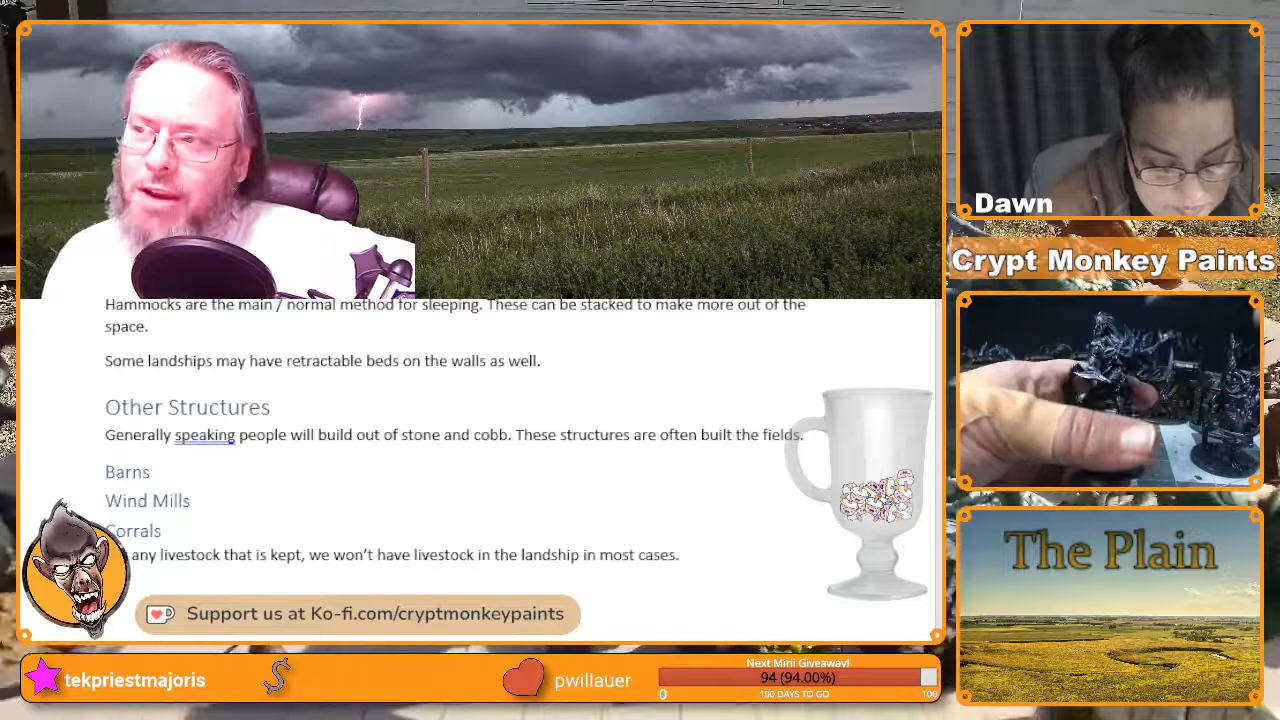 Hammocks are the main / normal method for sleeping. These can be stacked to make more out of the
space.
Some landships may have retractable beds on the walls as well.
Other Structures
Generally speaking people will build out of stone and cobb. These structures are often built the fields.
Barns
Wind Mills
Corrals
any livestock that is kept, we won't have livestock in the landship in most cases.
Support us at Ko-fi.com/cryptmonkeypaints
Dawn
Crypt Monkey Paints
The Plain
tekpriestmajoris
$
pwillauer
Next Mini Giveaway!
94 (94.00%)
0
100 DAYS TO GO
100